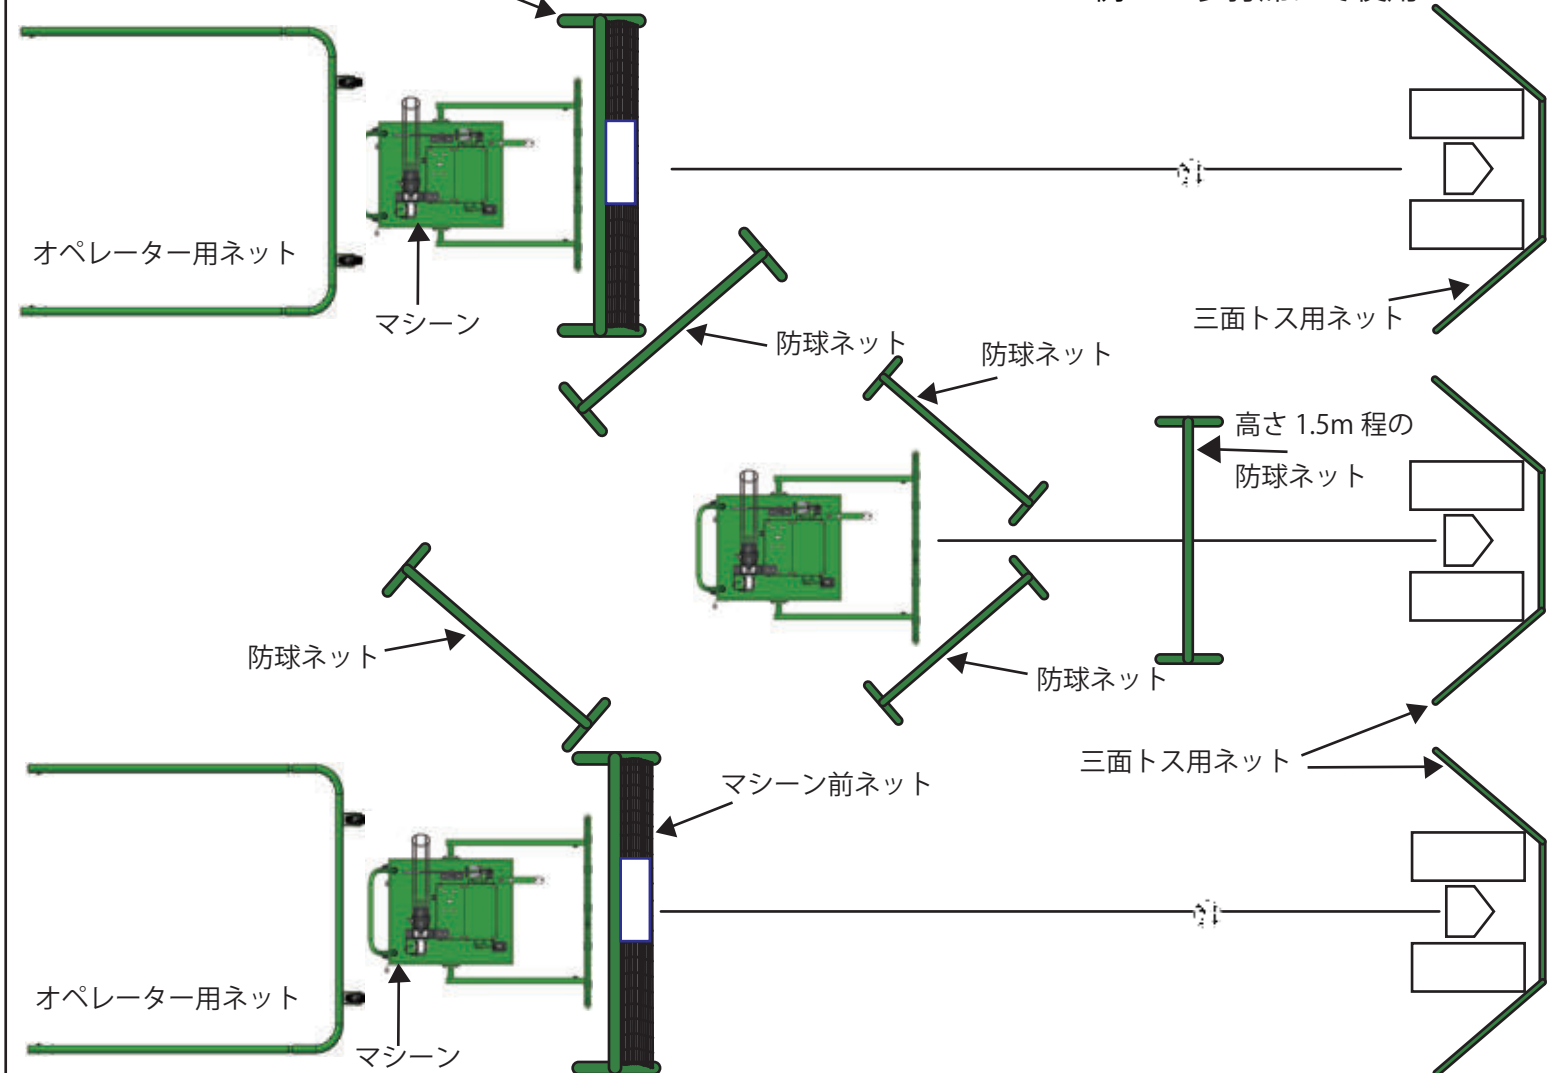 オペレーター用ネット
マシーン
防球ネット
三面トス用ネット
防球ネット
高さ 1.5m 程の
防球ネット
防球ネット
防球ネット
三面トス用ネット
マシーン前ネット
オペレーター用ネット
マシーン